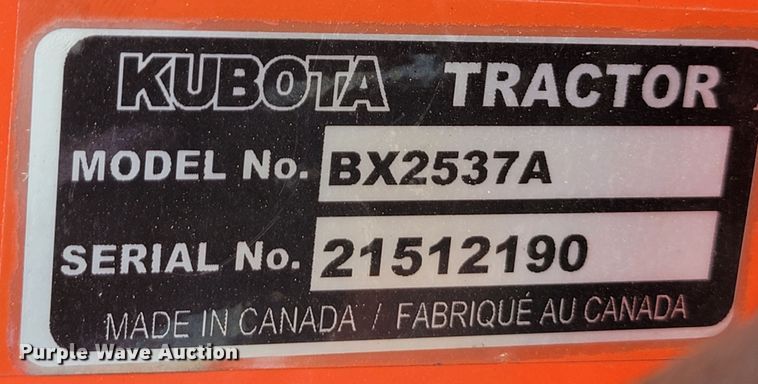 KUBOTA TRACTOR
MODEL No. BX2537A
SERIAL No. 21512190
MADE IN CANADA / FABRIQUÉ AU CANADA
Purple Wave Auction